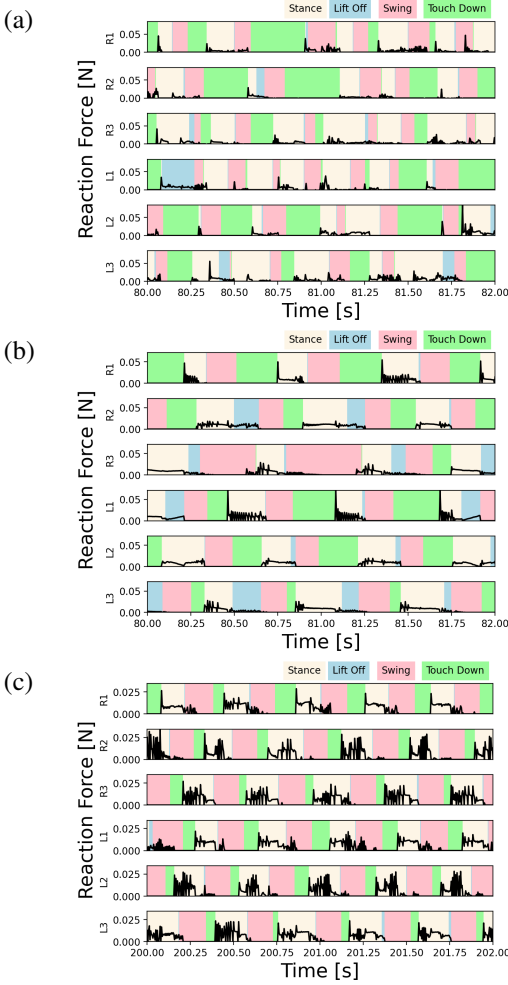 (a)
Stance Lift Off Swing Touch Down
Reaction Force [N]
R1 0.05 0.00
R2 0.05 0.00
R3 0.05 0.00
L1 0.05 0.00
L2 0.05 0.00
L3 0.05 0.00
80.00 80.25 80.50 80.75 81.00 81.25 81.50 81.75 82.00
Time [s]
(b)
Stance Lift Off Swing Touch Down
Reaction Force [N]
R1 0.05 0.00
R2 0.05 0.00
R3 0.05 0.00
L1 0.05 0.00
L2 0.05 0.00
L3 0.05 0.00
80.00 80.25 80.50 80.75 81.00 81.25 81.50 81.75 82.00
Time [s]
(c)
Stance Lift Off Swing Touch Down
Reaction Force [N]
R1 0.025 0.000
R2 0.025 0.000
R3 0.025 0.000
L1 0.025 0.000
L2 0.025 0.000
L3 0.025 0.000
200.00 200.25 200.50 200.75 201.00 201.25 201.50 201.75 202.00
Time [s]